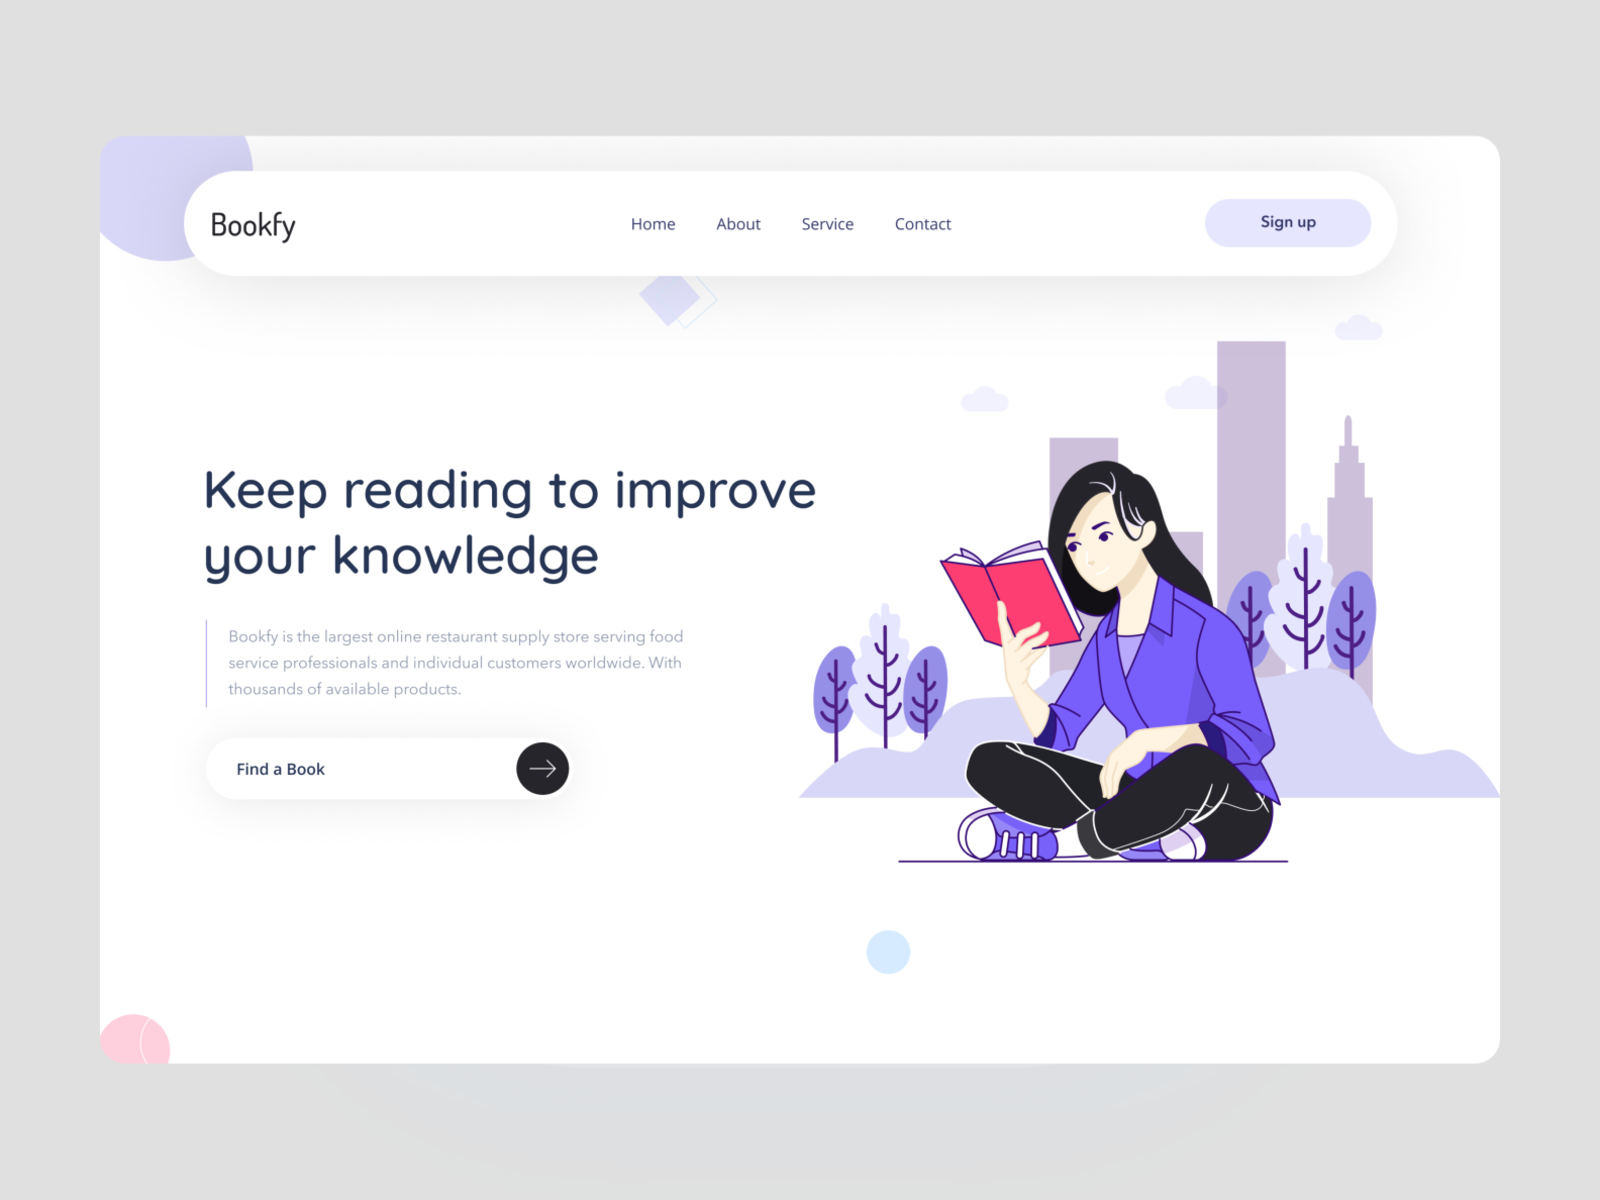 Bookfy
Home About Service Contact
Sign up
Keep reading to improve
your knowledge
Bookfy is the largest online restaurant supply store serving food
service professionals and individual customers worldwide. With
thousands of available products.
Find a Book